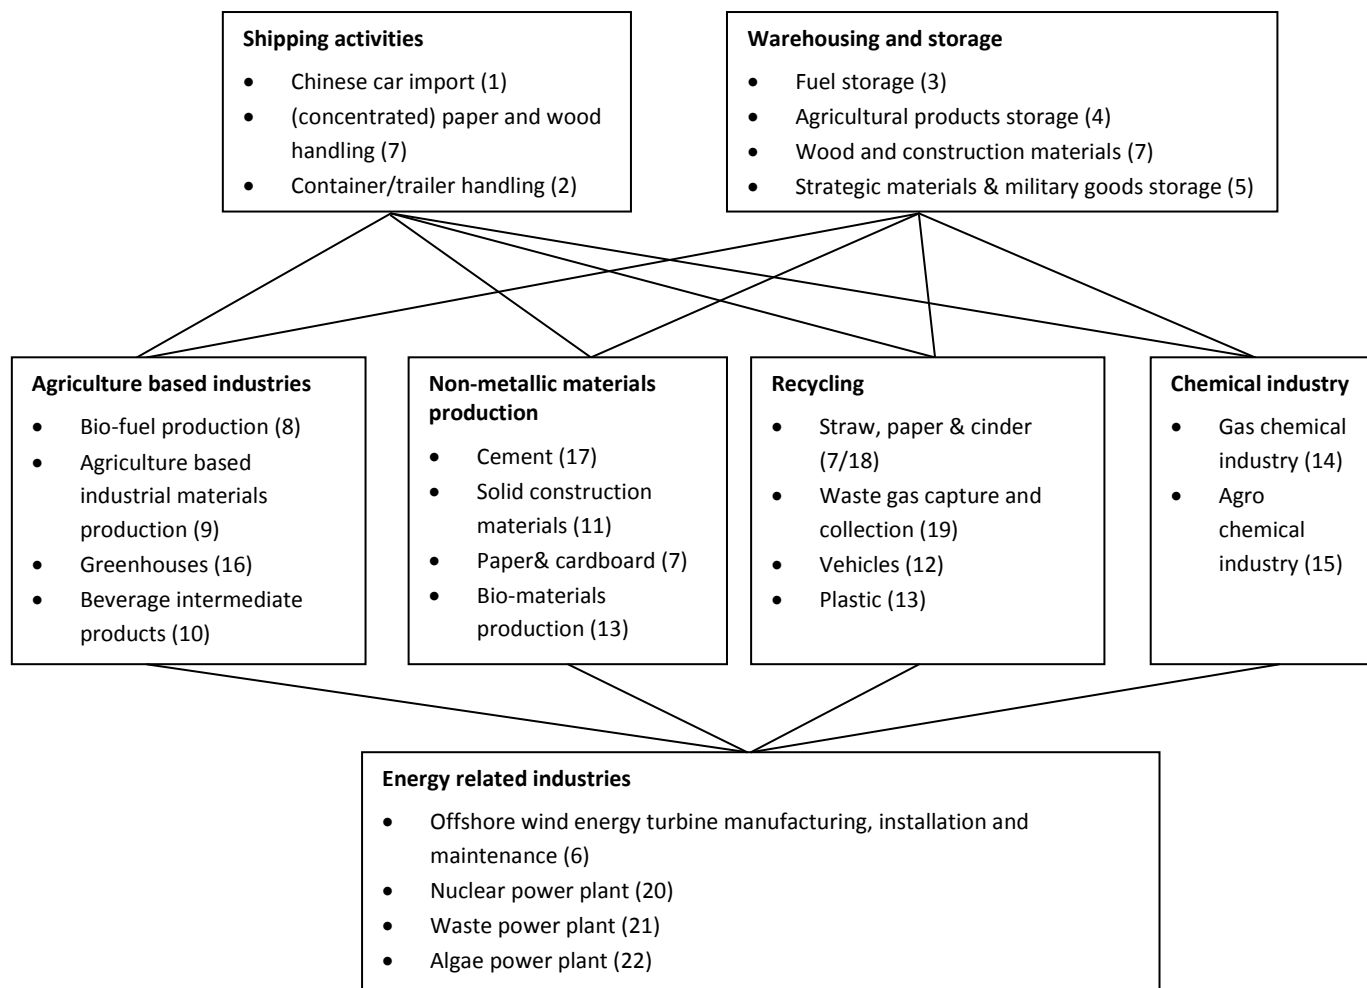 Shipping activities
• Chinese car import (1)
• (concentrated) paper and wood
handling (7)
• Container/trailer handling (2)
Warehousing and storage
• Fuel storage (3)
• Agricultural products storage (4)
• Wood and construction materials (7)
• Strategic materials & military goods storage (5)
Agriculture based industries
• Bio-fuel production (8)
• Agriculture based
industrial materials
production (9)
• Greenhouses (16)
• Beverage intermediate
products (10)
Non-metallic materials
production
• Cement (17)
• Solid construction
materials (11)
• Paper& cardboard (7)
• Bio-materials
production (13)
Recycling
• Straw, paper & cinder
(7/18)
• Waste gas capture and
collection (19)
• Vehicles (12)
• Plastic (13)
Chemical industry
• Gas chemical
industry (14)
• Agro
chemical
industry (15)
Energy related industries
• Offshore wind energy turbine manufacturing, installation and
maintenance (6)
• Nuclear power plant (20)
• Waste power plant (21)
• Algae power plant (22)